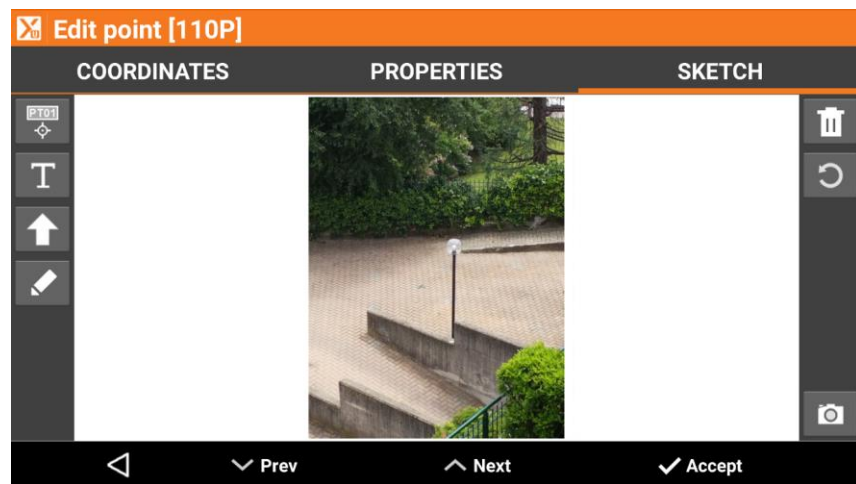 Edit point [110P]
COORDINATES PROPERTIES SKETCH
PT01
T
Prev Next Accept